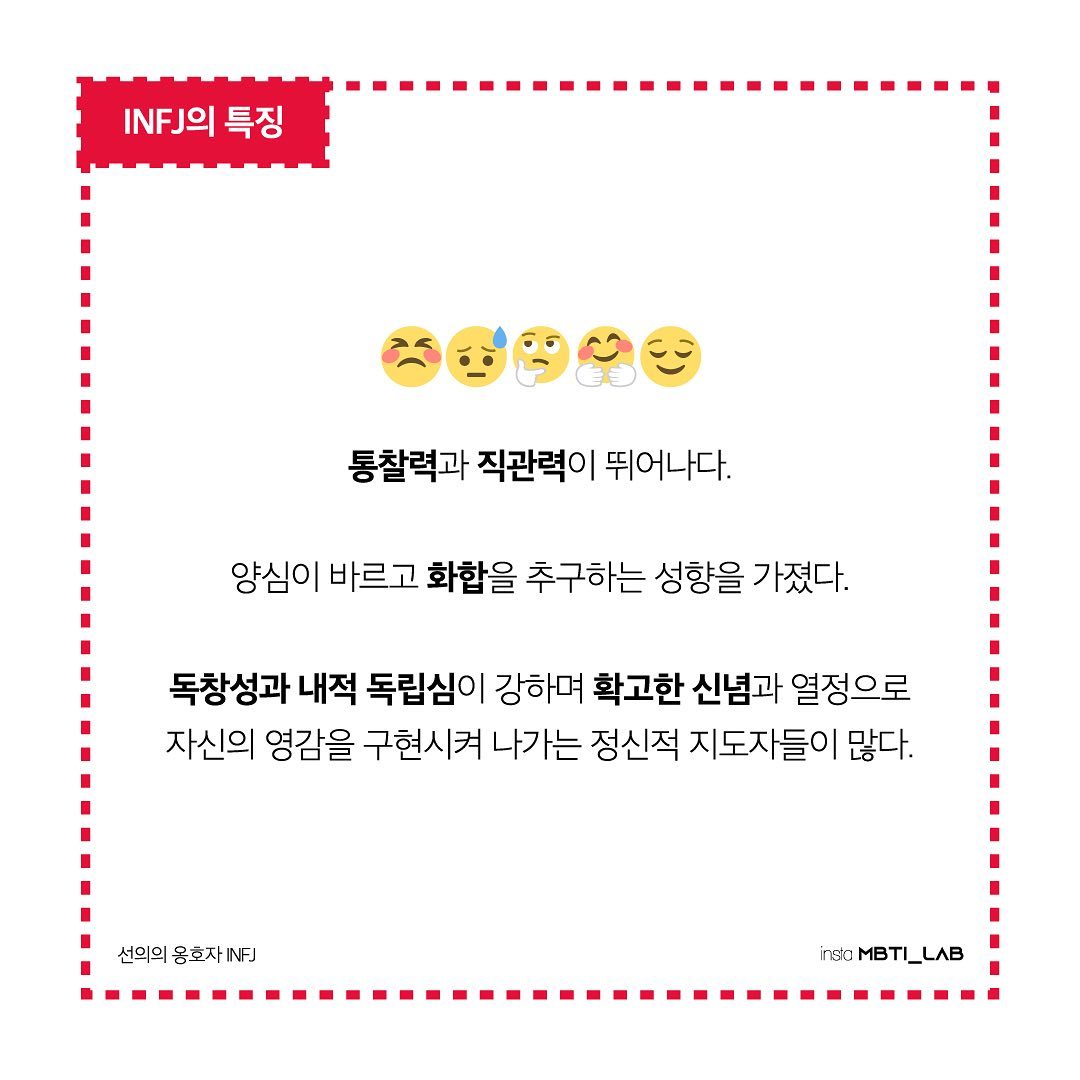 INFJ의 특징
통찰력과 직관력이 뛰어나다.
양심이 바르고 화합을 추구하는 성향을 가졌다.
독창성과 내적 독립심이 강하며 확고한 신념과 열정으로
자신의 영감을 구현시켜 나가는 정신적 지도자들이 많다.
선의의 옹호자 INFJ
insta MBTI_LAB